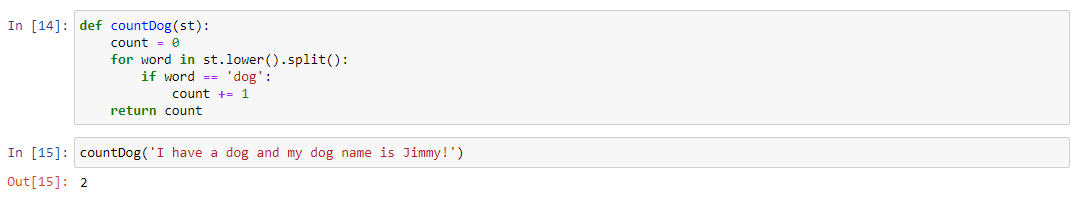 In [14]: def countDog(st):
    count = 0
    for word in st.lower().split():
        if word == 'dog':
            count += 1
    return count
In [15]: countDog('I have a dog and my dog name is Jimmy!')
Out[15]: 2